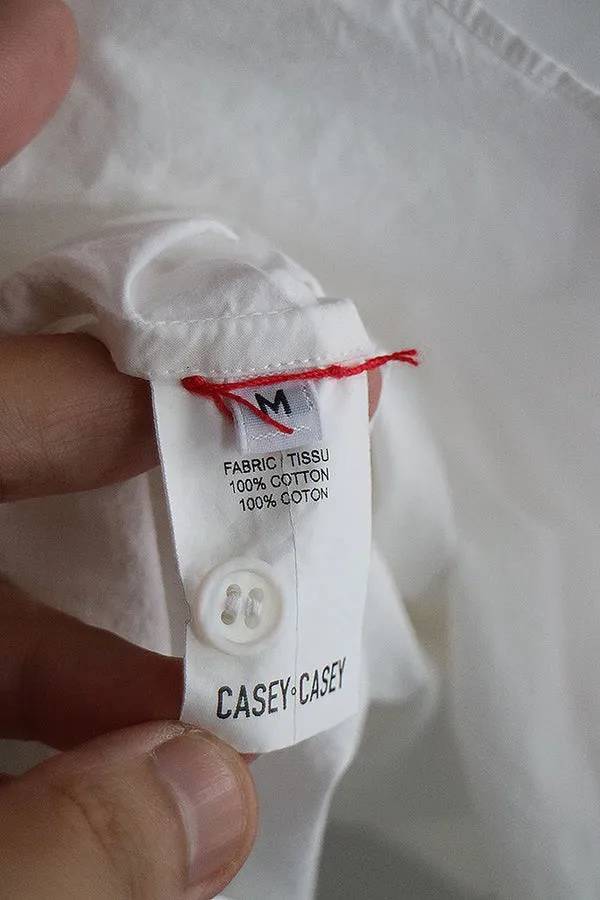 M
FABRIC / TISSU
100% COTTON
100% COTON
CASEY°CASEY